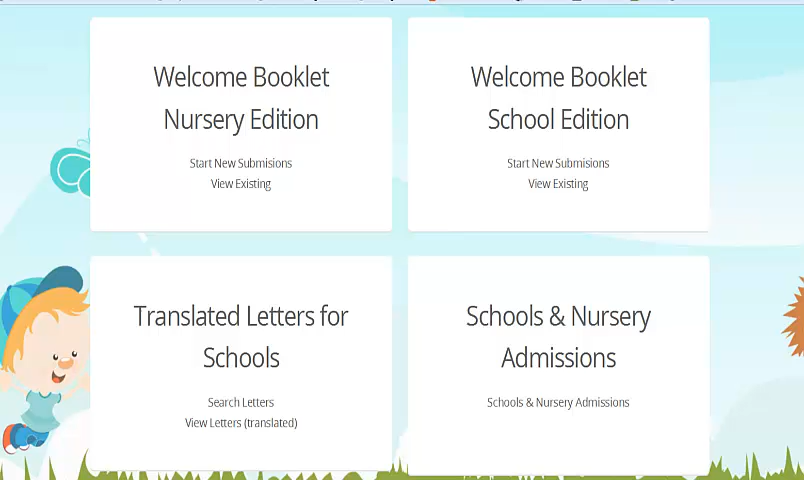 Welcome Booklet
Nursery Edition
Start New Submisions
View Existing
Welcome Booklet
School Edition
Start New Submisions
View Existing
Translated Letters for
Schools
Search Letters
View Letters (translated)
Schools & Nursery
Admissions
Schools & Nursery Admissions